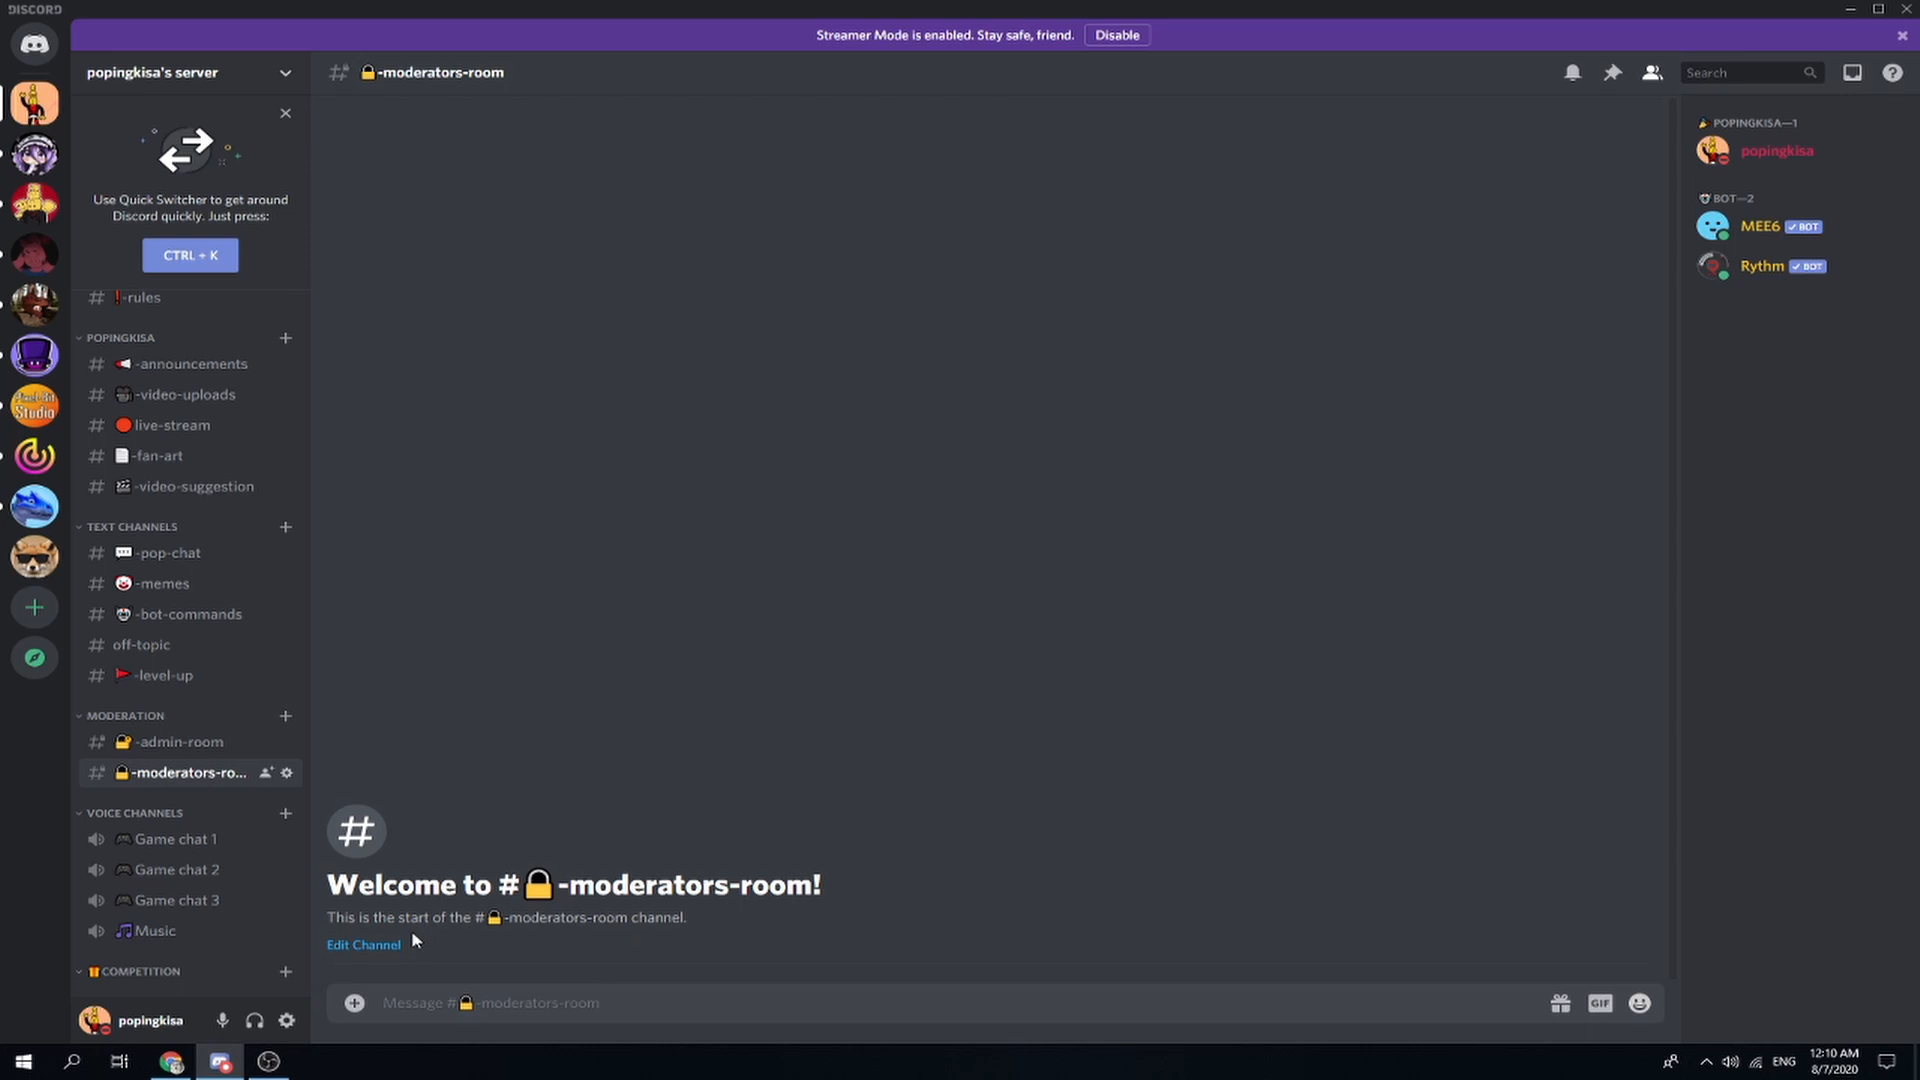 DISCORD
Streamer Mode is enabled. Stay safe, friend.
Disable
popingkisa's server
-moderators-room
Search
Use Quick Switcher to get around
Discord quickly. Just press:
CTRL + K
-rules
POPINGKISA
-announcements
-video-uploads
live-stream
-fan-art
-video-suggestion
TEXT CHANNELS
-pop-chat
-memes
-bot-commands
off-topic
-level-up
MODERATION
-admin-room
-moderators-ro...
VOICE CHANNELS
Game chat 1
Game chat 2
Game chat 3
Music
COMPETITION
popingkisa
Pixel-Bit
Studio
Welcome to #🔒-moderators-room!
This is the start of the #🔒-moderators-room channel.
Edit Channel
Message #🔒-moderators-room
GIF
POPINGKISA—1
popingkisa
BOT—2
MEE6 ✓ BOT
Rythm ✓ BOT
ENG
12:10 AM
8/7/2020